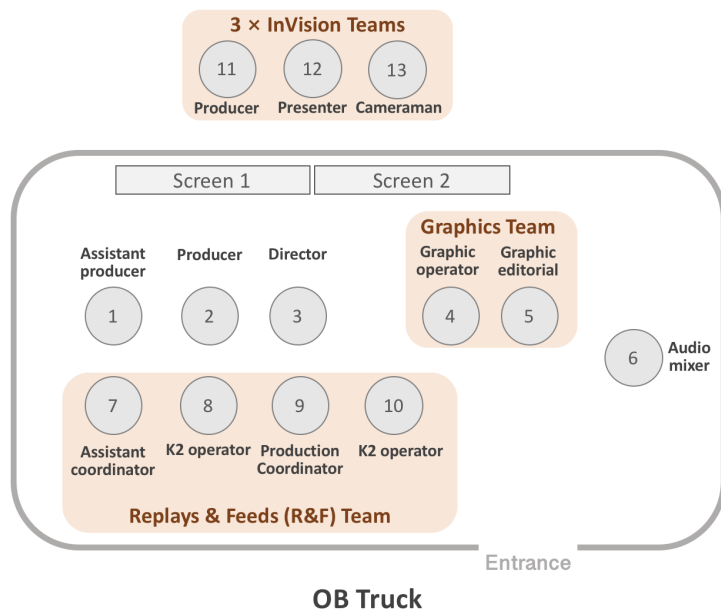 3 × InVision Teams
11 12 13
Producer Presenter Cameraman
Screen 1 Screen 2
Graphics Team
Assistant
producer
Producer
Director
Graphic
operator
Graphic
editorial
1 2 3 4 5
6
Audio
mixer
7 8 9 10
Assistant
coordinator
K2 operator
Production
Coordinator
K2 operator
Replays & Feeds (R&F) Team
Entrance
OB Truck